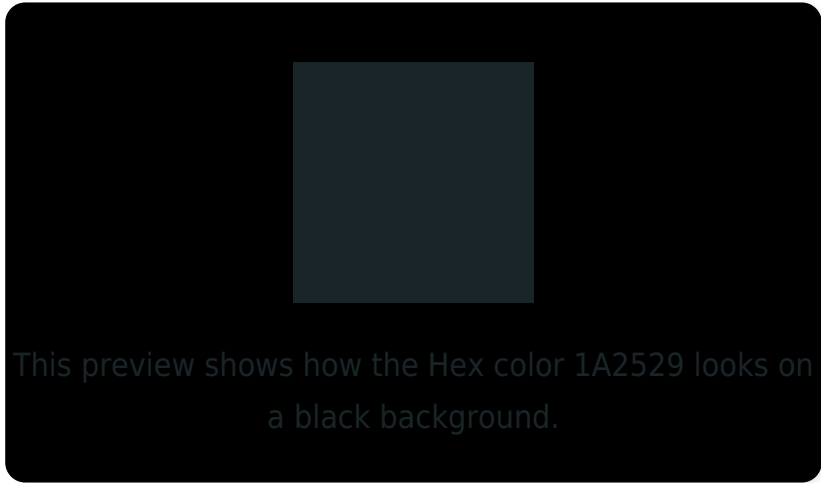 This preview shows how the Hex color 1A2529 looks on
a black background.